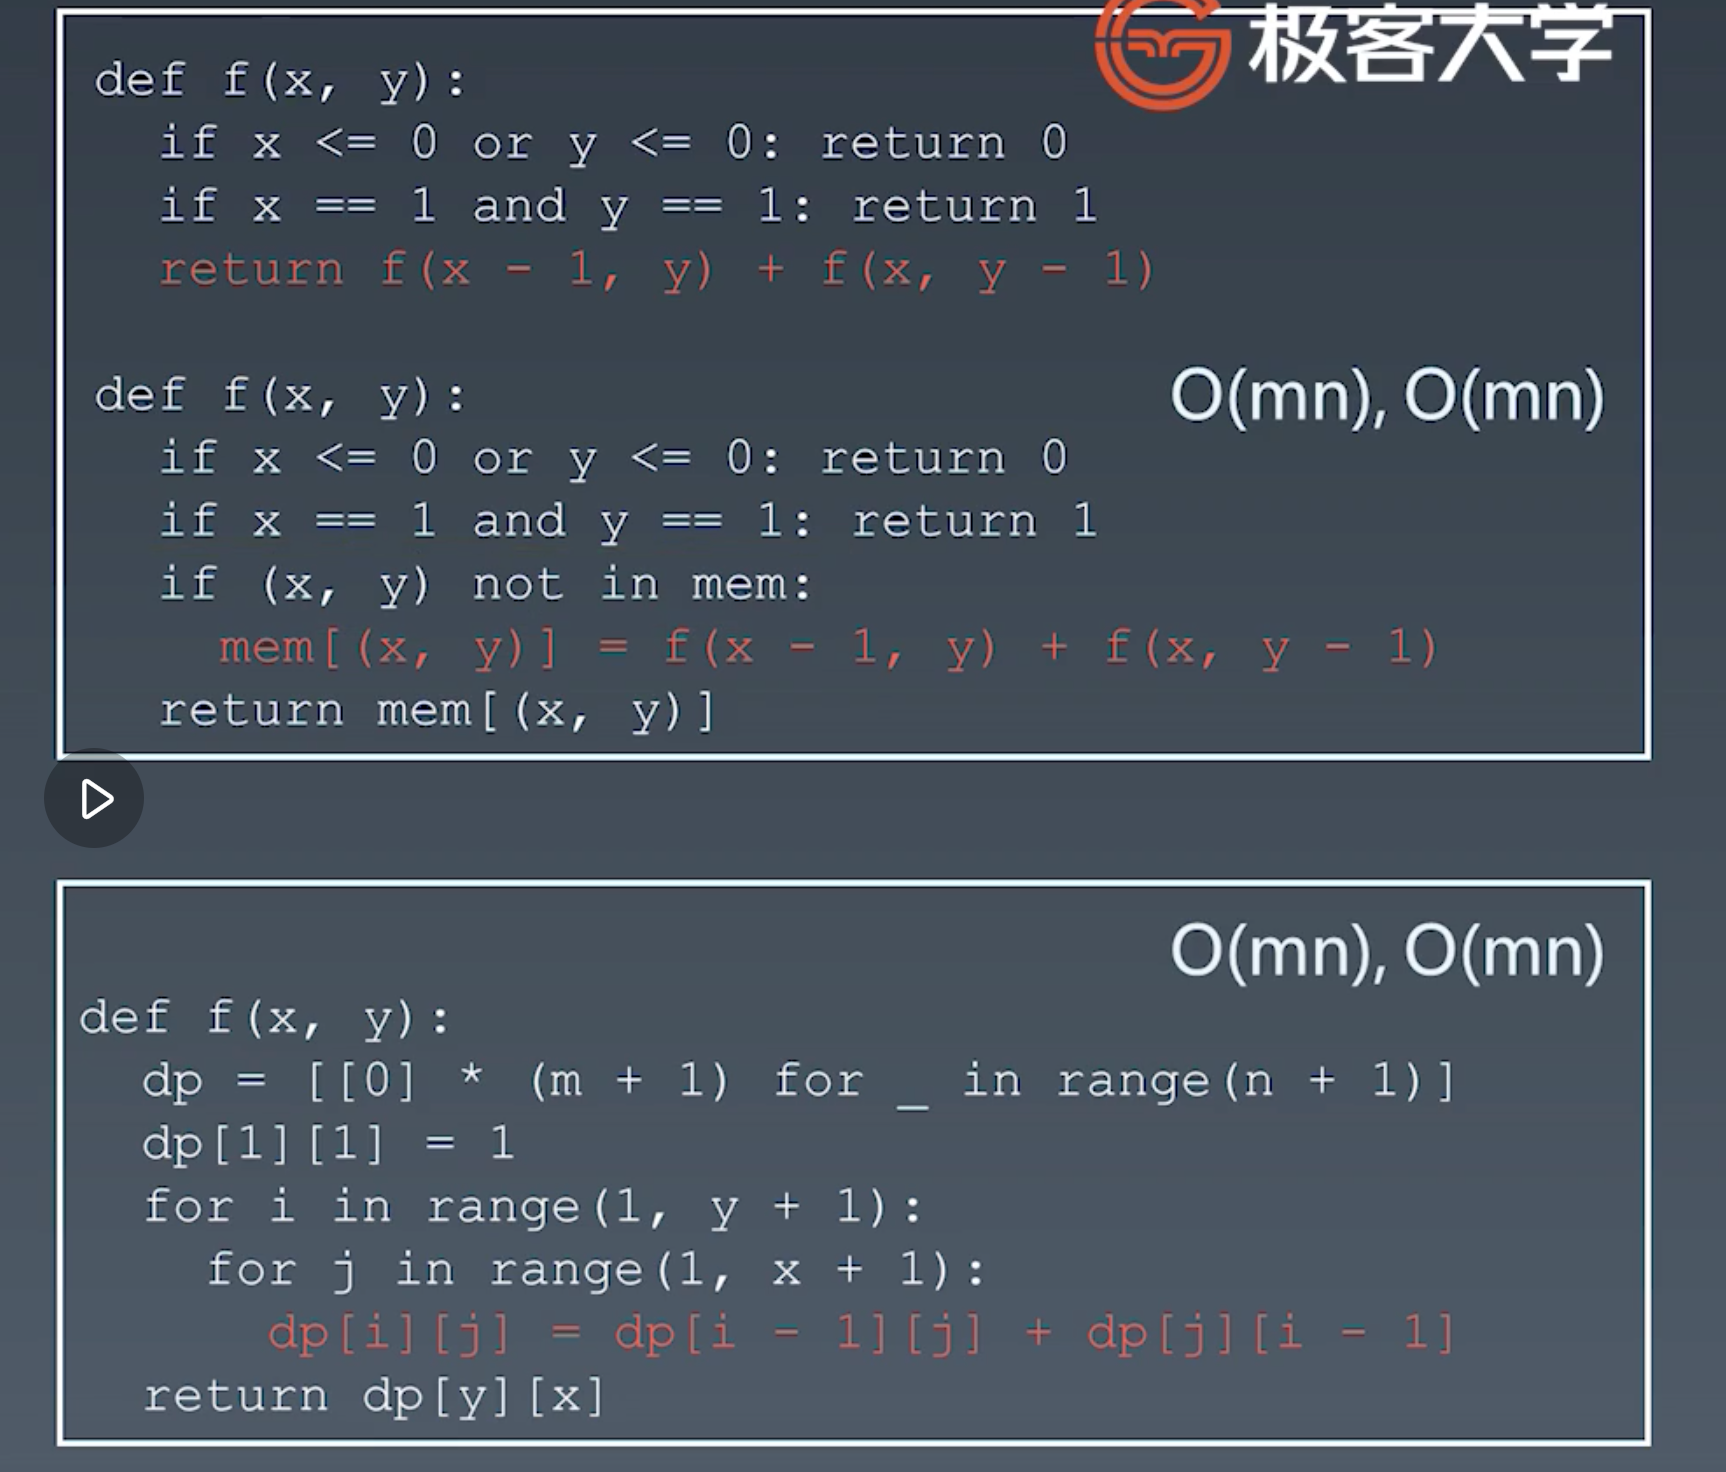 极客大学
def f(x, y):
  if x <= 0 or y <= 0: return 0
  if x == 1 and y == 1: return 1
  return f(x - 1, y) + f(x, y - 1)
O(mn), O(mn)
def f(x, y):
  if x <= 0 or y <= 0: return 0
  if x == 1 and y == 1: return 1
  if (x, y) not in mem:
    mem[(x, y)] = f(x - 1, y) + f(x, y - 1)
  return mem[(x, y)]
O(mn), O(mn)
def f(x, y):
  dp = [[0] * (m + 1) for _ in range(n + 1)]
  dp[1][1] = 1
  for i in range(1, y + 1):
    for j in range(1, x + 1):
      dp[i][j] = dp[i - 1][j] + dp[j][i - 1]
  return dp[y][x]